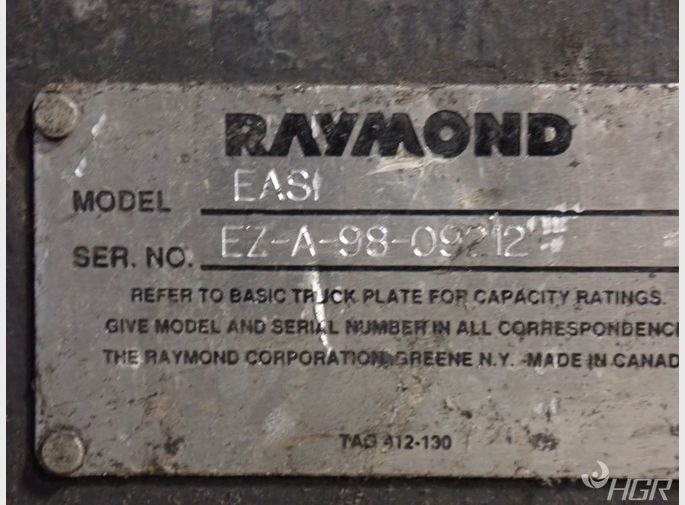 RAYMOND
MODEL EASI
SER. NO. EZ-A-98-09212
REFER TO BASIC TRUCK PLATE FOR CAPACITY RATINGS.
GIVE MODEL AND SERIAL NUMBER IN ALL CORRESPONDENC
THE RAYMOND CORPORATION, GREENE N.Y. MADE IN CANAD
TAG 412-130
HGR